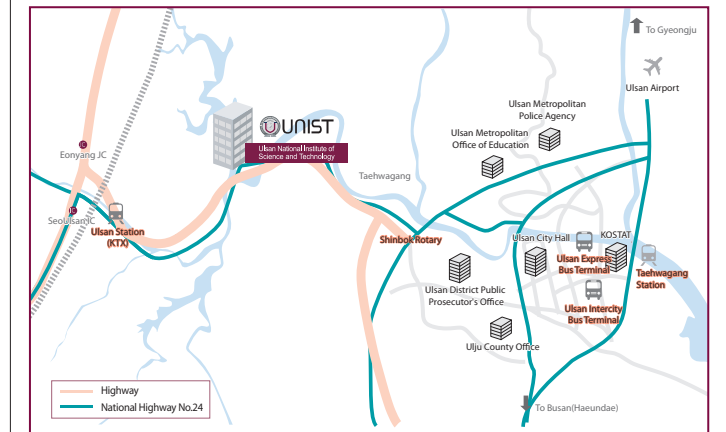 To Gyeongju
Ulsan Airport
Ulsan Metropolitan
Police Agency
Ulsan Metropolitan
Office of Education
UNIST
Ulsan National Institute of
Science and Technology
JC
Eonyang JC
Taehwagang
JC
SeoUlsan JC
Ulsan Station
(KTX)
Shinbok Rotary
Ulsan City Hall
KOSTAT
Ulsan Express
Bus Terminal
Taehwagang
Station
Ulsan District Public
Prosecutor's Office
Ulsan Intercity
Bus Terminal
Ulju County Office
Highway
National Highway No.24
To Busan(Haeundae)